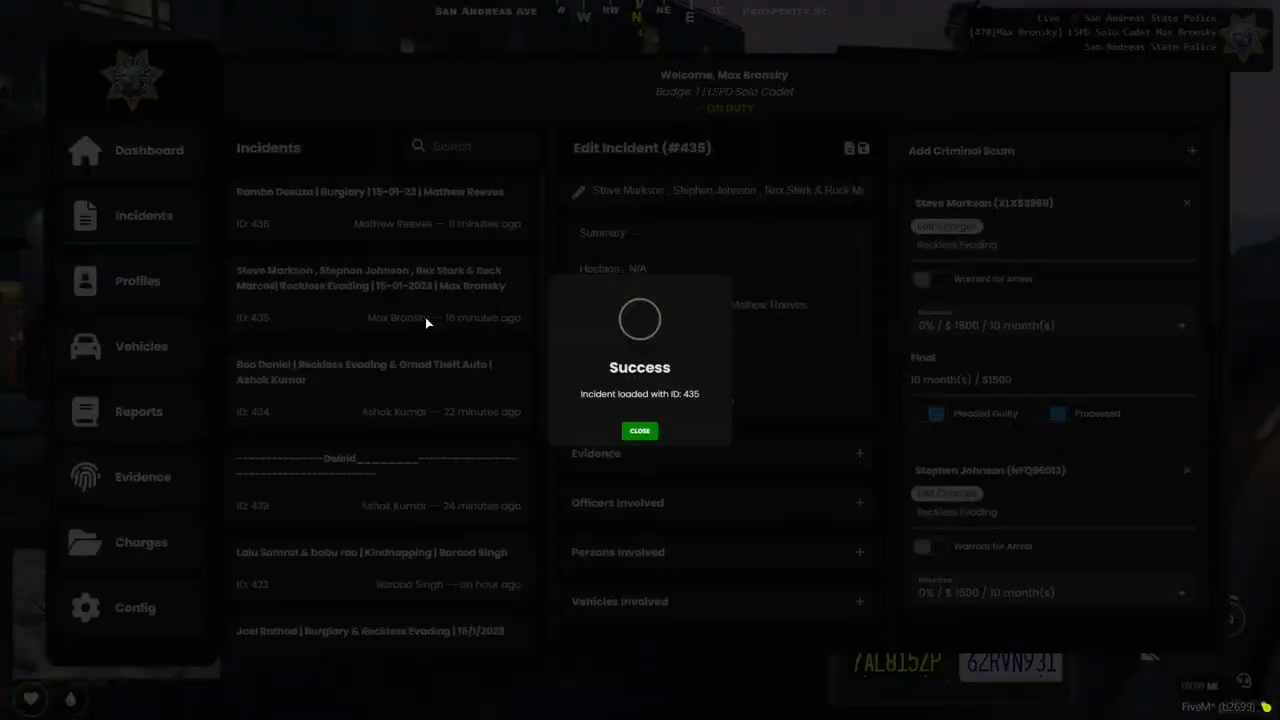 SAN ANDREAS AVE
W
NW
N
NE
E
SE
PROSPERITY ST
Live
San Andreas State Police
[470|Max Bronsky] LSPD Solo Cadet Max Bronsky
San Andreas State Police
Welcome, Max Bronsky
Badge: 1 | LSPD Solo Cadet
ON DUTY
Dashboard
Incidents
Profiles
Vehicles
Reports
Evidence
Charges
Config
Incidents
Search
Rambo Desuza | Burglary | 15-01-23 | Mathew Reeves
ID: 436
Mathew Reeves — 11 minutes ago
Steve Markson , Stephen Johnson , Rex Stark & Rock
Marcos| Reckless Evading | 15-01-2023 | Max Bronsky
ID: 435
Max Bronsky — 16 minutes ago
Boo Daniel | Reckless Evading & Grnad Theft Auto |
Ashok Kumar
ID: 434
Ashok Kumar — 22 minutes ago
ID: 433
Ashok Kumar — 24 minutes ago
Lalu Samrat & babu rao | Kindnapping | Barood Singh
ID: 423
Barood Singh — an hour ago
Joel Rathod | Burglary & Reckless Evading | 15/1/2023
Edit Incident (#435)
Steve Markson , Stephen Johnson , Rex Stark & Rock
Summary
Hostage N/A
Mathew Reeves
Success
Incident loaded with ID: 435
CLOSE
Evidence
+
Officers Involved
+
Persons Involved
+
Vehicles Involved
+
Add Criminal Scum
+
Steve Markson
Edit Charges
Reckless Evading
Warrant for Arrest
Reductions
0% / $ 1500 / 10 month(s)
Final
10 month(s) / $1500
Pleaded Guilty
Processed
Stephen Johnson (NFQ96013)
Edit Charges
Reckless Evading
Warrant for Arrest
Reductions
0% / $ 1500 / 10 month(s)
7AL815ZP
62RVN931
FiveM* (b2699)